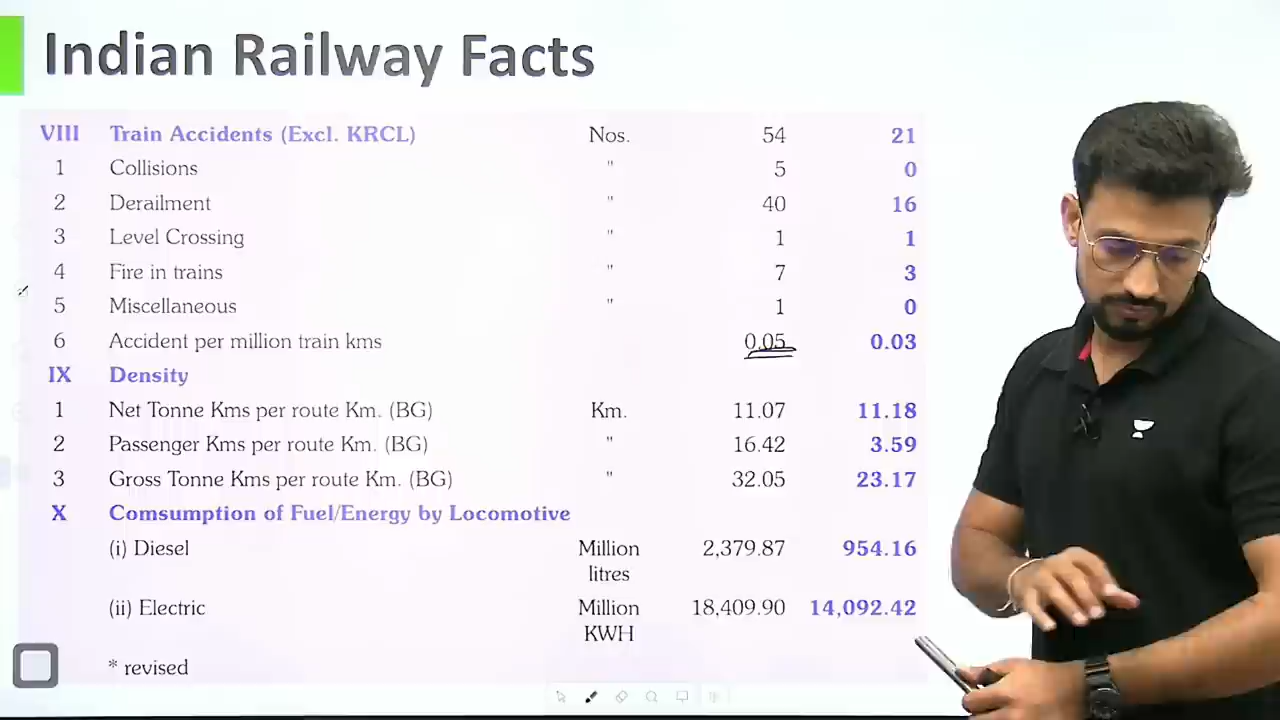 Indian Railway Facts
VIII Train Accidents (Excl. KRCL) Nos. 54 21
1 Collisions " 5 0
2 Derailment " 40 16
3 Level Crossing " 1 1
4 Fire in trains " 7 3
5 Miscellaneous " 1 0
6 Accident per million train kms 0.05 0.03
IX Density
1 Net Tonne Kms per route Km. (BG) Km. 11.07 11.18
2 Passenger Kms per route Km. (BG) " 16.42 3.59
3 Gross Tonne Kms per route Km. (BG) " 32.05 23.17
X Comsumption of Fuel/Energy by Locomotive
(i) Diesel Million 2,379.87 954.16
litres
(ii) Electric Million 18,409.90 14,092.42
KWH
* revised